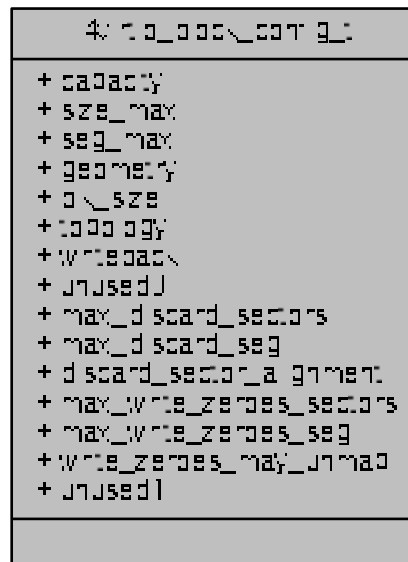 + capacity
+ size_max
+ seg_max
+ geometry
+ blk_size
+ topology
+ writeback
+ unused0
+ max_discard_sectors
+ max_discard_seg
+ discard_sector_alignment
+ max_write_zeroes_sectors
+ max_write_zeroes_seg
+ write_zeroes_may_unmap
+ unused1